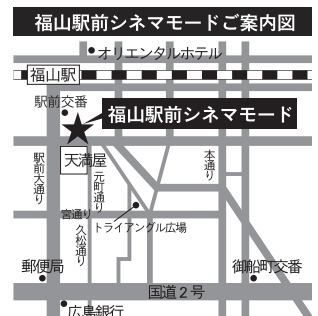 福山駅前シネマモードご案内図
オリエンタルホテル
福山駅
駅前交番
福山駅前シネマモード
天満屋
駅前大通り
元町通り
本通り
宮通り
久松通り
トライアングル広場
郵便局
御船町交番
国道2号
広島銀行